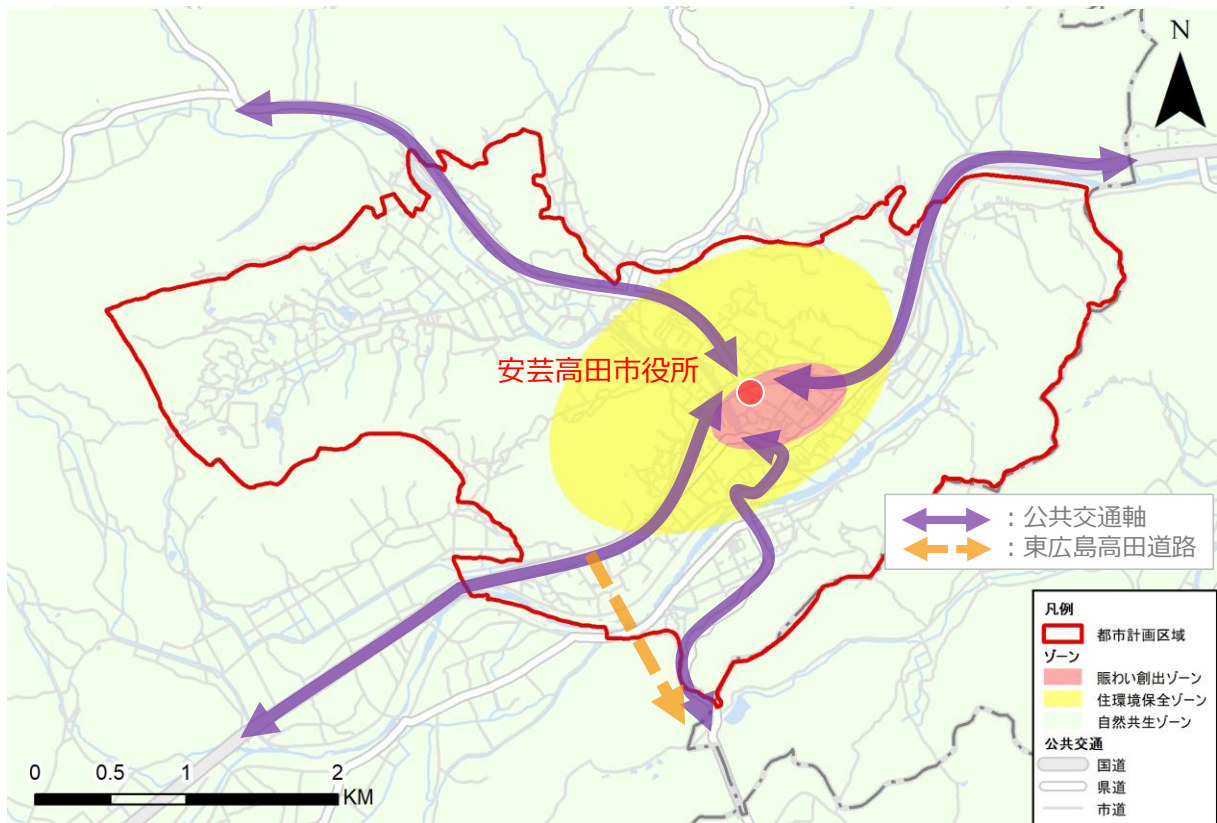 N
安芸高田市役所
：公共交通軸
：東広島高田道路
凡例
都市計画区域
ゾーン
賑わい創出ゾーン
住環境保全ゾーン
自然共生ゾーン
公共交通
国道
県道
市道
0 0.5 1 2
KM